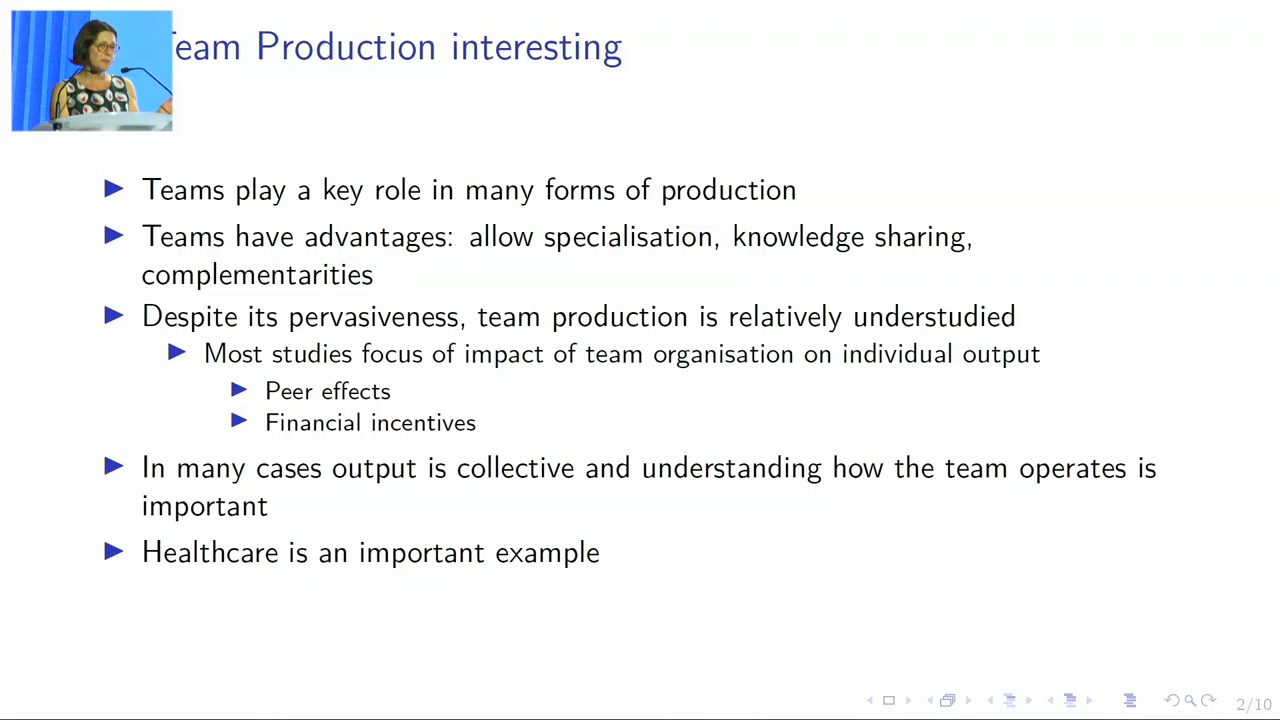 Team Production interesting
Teams play a key role in many forms of production
Teams have advantages: allow specialisation, knowledge sharing,
complementarities
Despite its pervasiveness, team production is relatively understudied
Most studies focus of impact of team organisation on individual output
Peer effects
Financial incentives
In many cases output is collective and understanding how the team operates is
important
Healthcare is an important example
2/10